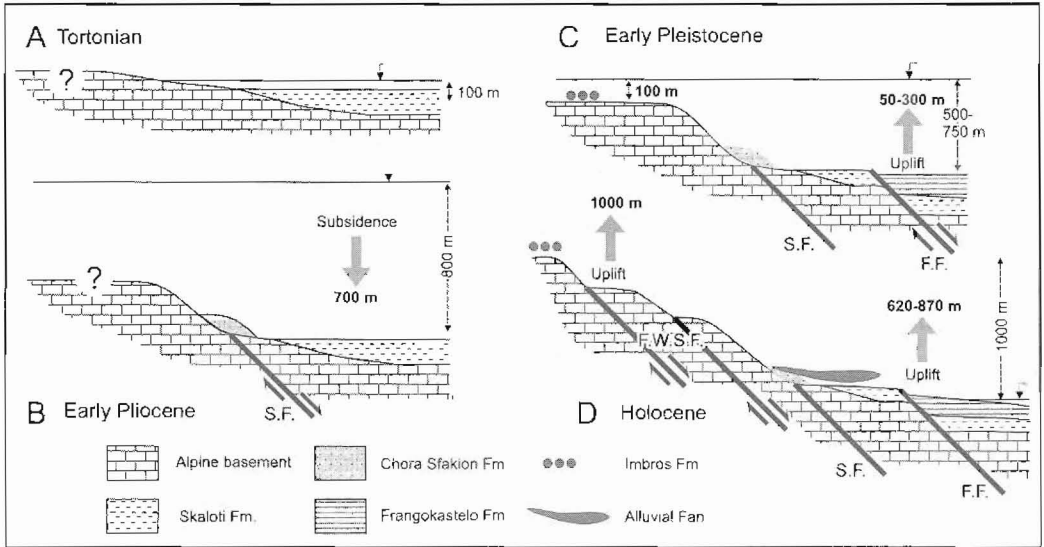 A Tortonian
?
100 m
Subsidence
700 m
800 m
?
S.F.
B Early Pliocene
C Early Pleistocene
100 m
50-300 m
500-
750 m
Uplift
S.F.
F.F.
1000 m
Uplift
F.W.S.F.
620-870 m
Uplift
1000 m
S.F.
F.F.
D Holocene
Alpine basement
Chora Sfakion Fm
Imbros Fm
Skaloti Fm.
Frangokastelo Fm
Alluvial Fan